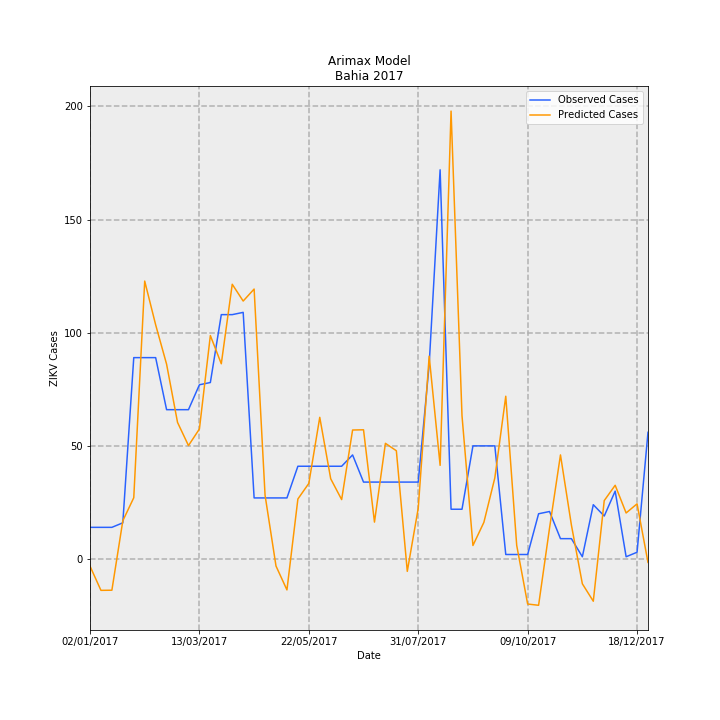 Arimax Model
Bahia 2017
Observed Cases
Predicted Cases
200
150
100
50
0
ZIKV Cases
02/01/2017 13/03/2017 22/05/2017 31/07/2017 09/10/2017 18/12/2017
Date